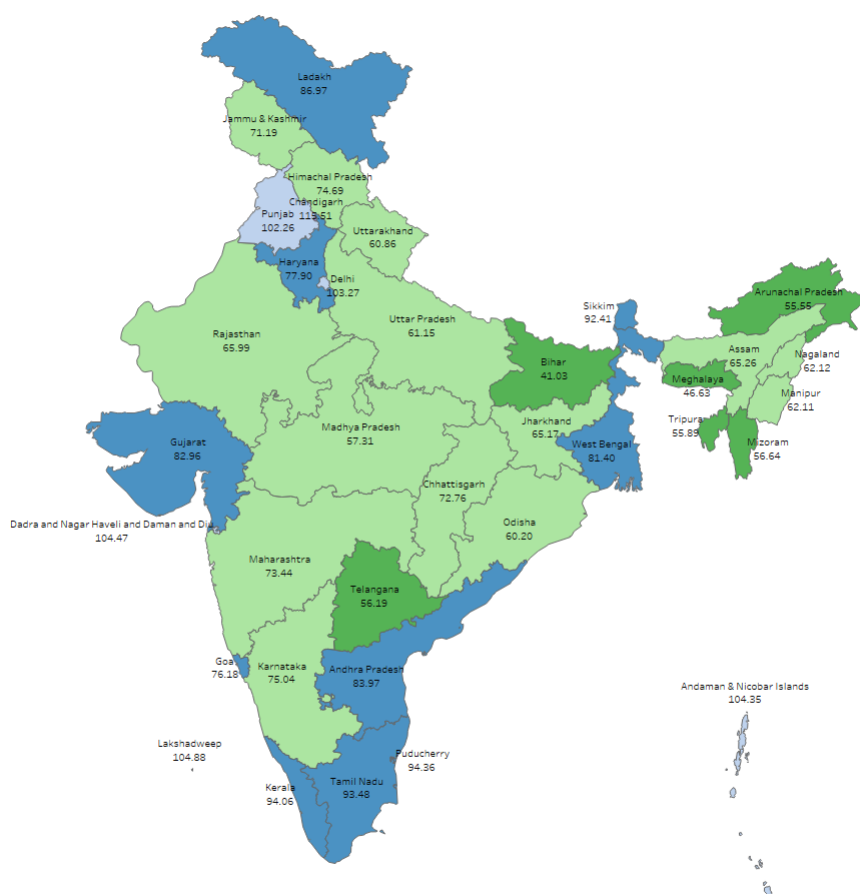 Ladakh
86.97
Jammu & Kashmir
71.19
Himachal Pradesh
74.69
Chandigarh
115.51
Punjab
102.26
Uttarakhand
60.86
Haryana
77.90
Delhi
103.27
Arunachal Pradesh
55.55
Sikkim
92.41
Rajasthan
65.99
Uttar Pradesh
61.15
Assam
65.26
Nagaland
62.12
Bihar
41.03
Meghalaya
46.63
Manipur
62.11
Jharkhand
65.17
Tripura
55.89
Mizoram
56.64
Madhya Pradesh
57.31
Gujarat
82.96
West Bengal
81.40
Chhattisgarh
72.76
Dadra and Nagar Haveli and Daman and Diu
104.47
Odisha
60.20
Maharashtra
73.44
Telangana
56.19
Goa
76.18
Karnataka
75.04
Andhra Pradesh
83.97
Andaman & Nicobar Islands
104.35
Lakshadweep
104.88
Puducherry
94.36
Kerala
94.06
Tamil Nadu
93.48